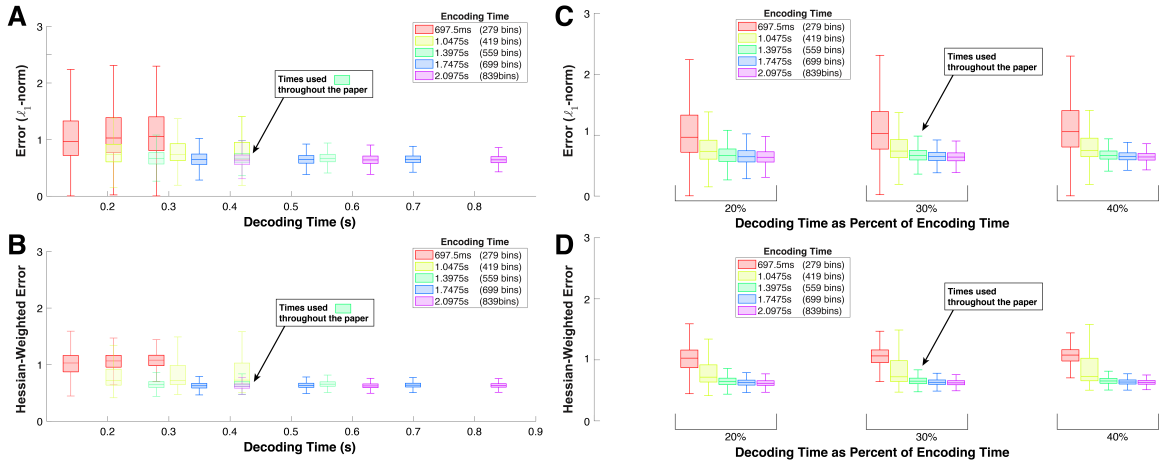 A
Error (ℓ1-norm)
3
2
1
0
Encoding Time
697.5ms (279 bins)
1.0475s (419 bins)
1.3975s (559 bins)
1.7475s (699 bins)
2.0975s (839bins)
Times used
throughout the paper
0.2 0.3 0.4 0.5 0.6 0.7 0.8
Decoding Time (s)
B
Hessian-Weighted Error
3
2
1
0
Encoding Time
697.5ms (279 bins)
1.0475s (419 bins)
1.3975s (559 bins)
1.7475s (699 bins)
2.0975s (839bins)
Times used
throughout the paper
0.2 0.3 0.4 0.5 0.6 0.7 0.8 0.9
Decoding Time (s)
C
Error (ℓ1-norm)
3
2
1
0
Encoding Time
697.5ms (279 bins)
1.0475s (419 bins)
1.3975s (559 bins)
1.7475s (699 bins)
2.0975s (839bins)
Times used
throughout the paper
20% 30% 40%
Decoding Time as Percent of Encoding Time
D
Hessian-Weighted Error
3
2
1
0
Encoding Time
697.5ms (279 bins)
1.0475s (419 bins)
1.3975s (559 bins)
1.7475s (699 bins)
2.0975s (839bins)
Times used
throughout the paper
20% 30% 40%
Decoding Time as Percent of Encoding Time